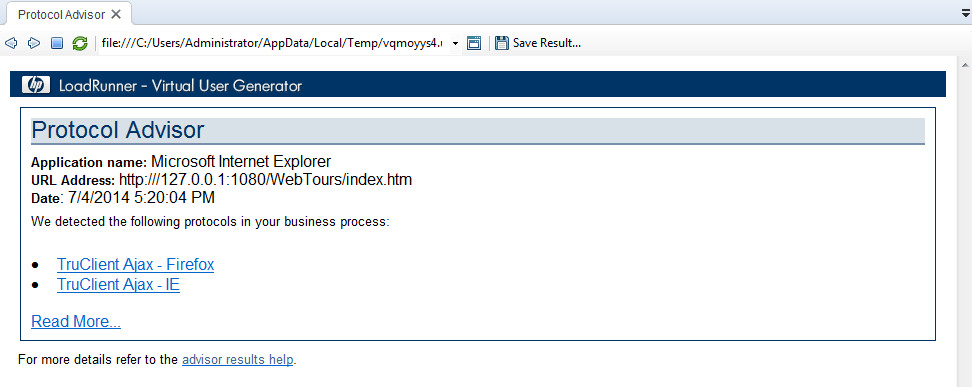 Protocol Advisor
file:///C:/Users/Administrator/AppData/Local/Temp/vqmoyys4.u
Save Result...
hp LoadRunner - Virtual User Generator
Protocol Advisor
Application name: Microsoft Internet Explorer
URL Address: http:///127.0.0.1:1080/WebTours/index.htm
Date: 7/4/2014 5:20:04 PM
We detected the following protocols in your business process:
• TruClient Ajax - Firefox
• TruClient Ajax - IE
Read More...
For more details refer to the advisor results help.